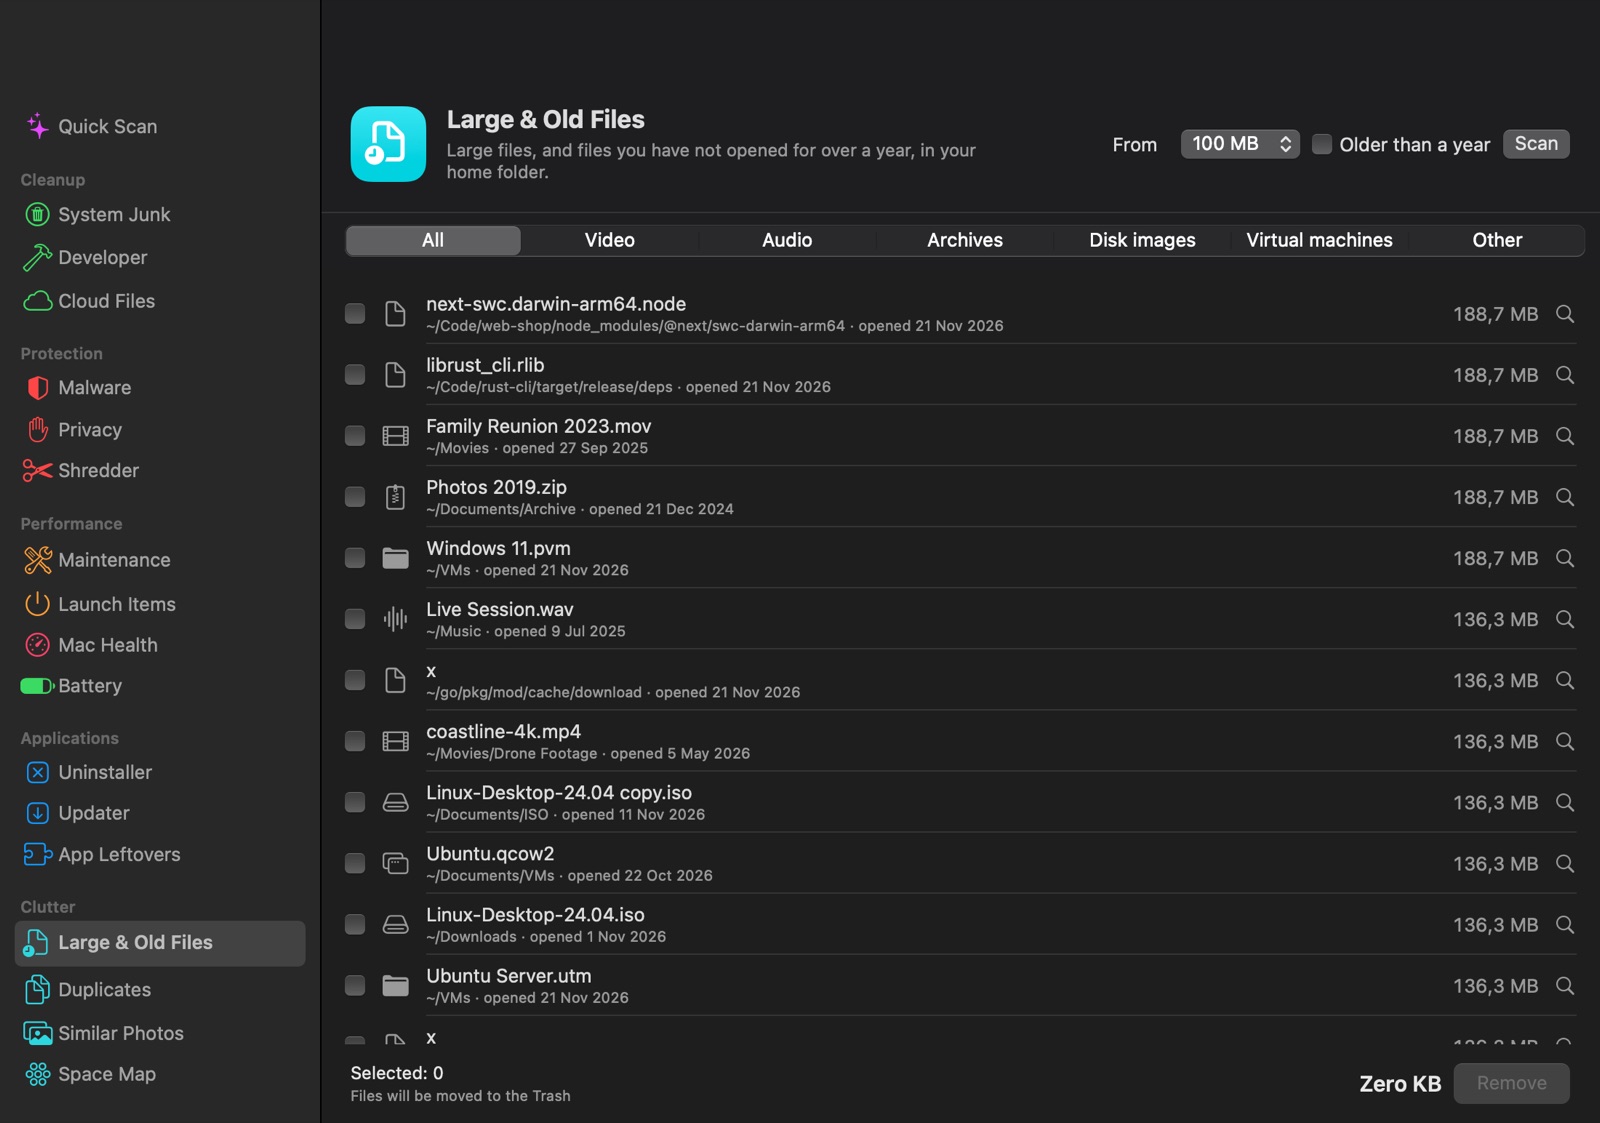 Quick Scan
Cleanup
System Junk
Developer
Cloud Files
Protection
Malware
Privacy
Shredder
Performance
Maintenance
Launch Items
Mac Health
Battery
Applications
Uninstaller
Updater
App Leftovers
Clutter
Large & Old Files
Duplicates
Similar Photos
Space Map
Large & Old Files
Large files, and files you have not opened for over a year, in your
home folder.
From 100 MB Older than a year Scan
All Video Audio Archives Disk images Virtual machines Other
next-swc.darwin-arm64.node
~/Code/web-shop/node_modules/@next/swc-darwin-arm64 · opened 21 Nov 2026
188,7 MB
librust_cli.rlib
~/Code/rust-cli/target/release/deps · opened 21 Nov 2026
188,7 MB
Family Reunion 2023.mov
~/Movies · opened 27 Sep 2025
188,7 MB
Photos 2019.zip
~/Documents/Archive · opened 21 Dec 2024
188,7 MB
Windows 11.pvm
~/VMs · opened 21 Nov 2026
188,7 MB
Live Session.wav
~/Music · opened 9 Jul 2025
136,3 MB
x
~/go/pkg/mod/cache/download · opened 21 Nov 2026
136,3 MB
coastline-4k.mp4
~/Movies/Drone Footage · opened 5 May 2026
136,3 MB
Linux-Desktop-24.04 copy.iso
~/Documents/ISO · opened 11 Nov 2026
136,3 MB
Ubuntu.qcow2
~/Documents/VMs · opened 22 Oct 2026
136,3 MB
Linux-Desktop-24.04.iso
~/Downloads · opened 1 Nov 2026
136,3 MB
Ubuntu Server.utm
~/VMs · opened 21 Nov 2026
136,3 MB
x
Selected: 0
Files will be moved to the Trash
Zero KB Remove